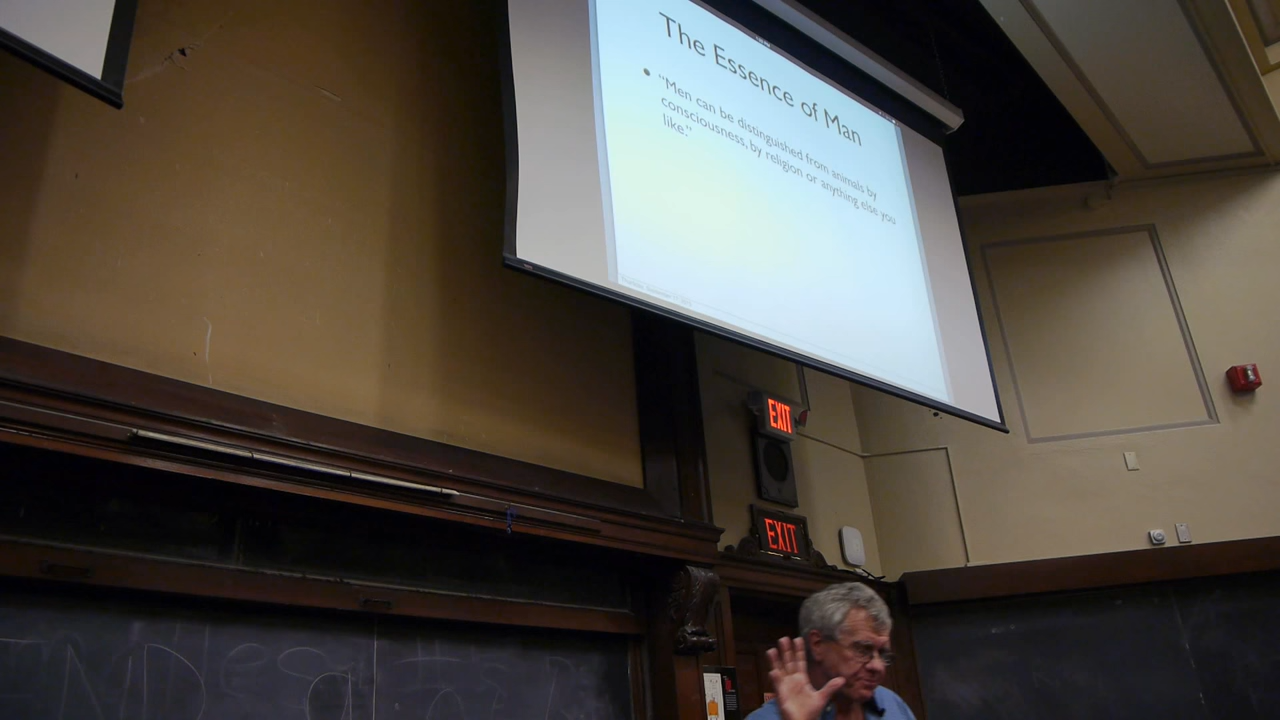 The Essence of Man
• “Men can be distinguished from animals by
consciousness, by religion or anything else you
like.”
EXIT
EXIT